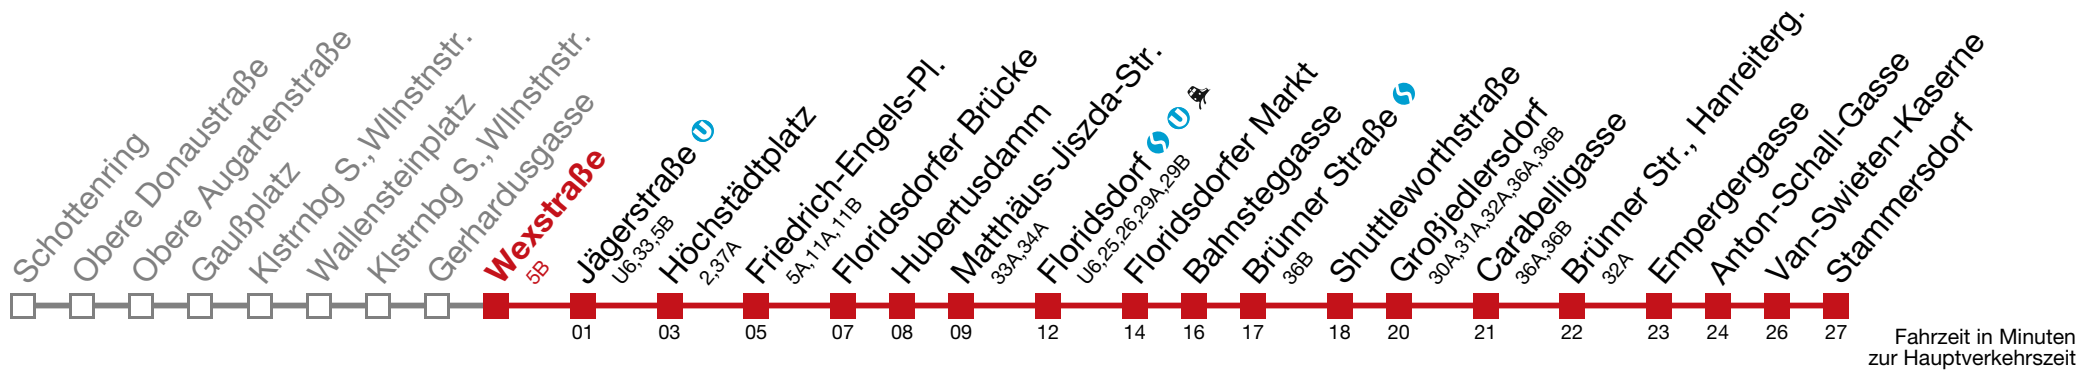 Schottenring
Obere Donaustraße
Obere Augartenstraße
Gaußplatz
Klstrnbg S., Wllnstnstr.
Wallensteinplatz
Klstrnbg S., Wllnstnstr.
Gerhardusgasse
Wexstraße
5B
Jägerstraße U
U6,33,5B
Höchstädtplatz
2,37A
Friedrich-Engels-Pl.
5A,11A,11B
Floridsdorfer Brücke
Hubertusdamm
Matthäus-Jiszda-Str.
33A,34A
Floridsdorf S U
U6,25,26,29A,29B
Floridsdorfer Markt
Bahnsteggasse
Brünner Straße S
36B
Shuttleworthstraße
Großjedlersdorf
30A,31A,32A,36A,36B
Carabelligasse
36A,36B
Brünner Str., Hanreiterg.
32A
Empergergasse
Anton-Schall-Gasse
Van-Swieten-Kaserne
Stammersdorf
01 03 05 07 08 09 12 14 16 17 18 20 21 22 23 24 26 27
Fahrzeit in Minuten
zur Hauptverkehrszeit